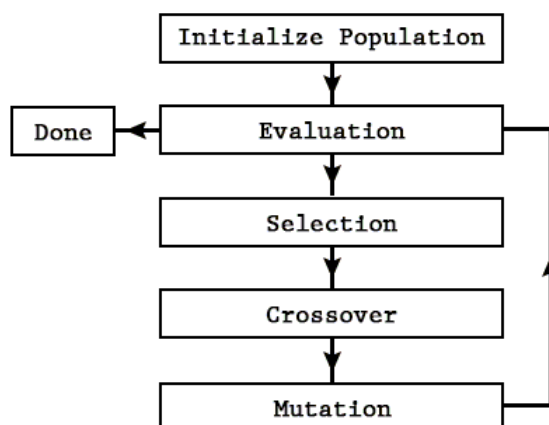 Initialize Population
Done
Evaluation
Selection
Crossover
Mutation